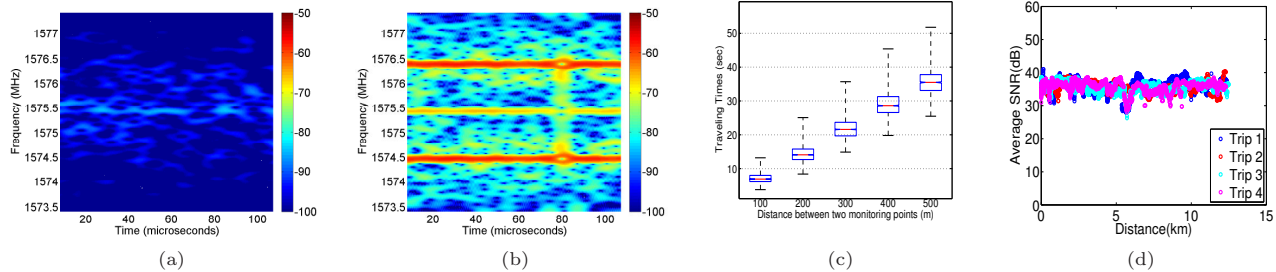 Frequency (MHz)
1577
1576.5
1576
1575.5
1575
1574.5
1574
1573.5
20 40 60 80 100
Time (microseconds)
-50
-60
-70
-80
-90
-100
(a)
Frequency (MHz)
1577
1576.5
1576
1575.5
1575
1574.5
1574
1573.5
20 40 60 80 100
Time (microseconds)
-50
-60
-70
-80
-90
-100
(b)
Traveling Times (sec)
50
40
30
20
10
100 200 300 400 500
Distance between two monitoring points (m)
(c)
Average SNR(dB)
60
50
40
30
20
10
0
0 5 10 15
Distance(km)
Trip 1
Trip 2
Trip 3
Trip 4
(d)